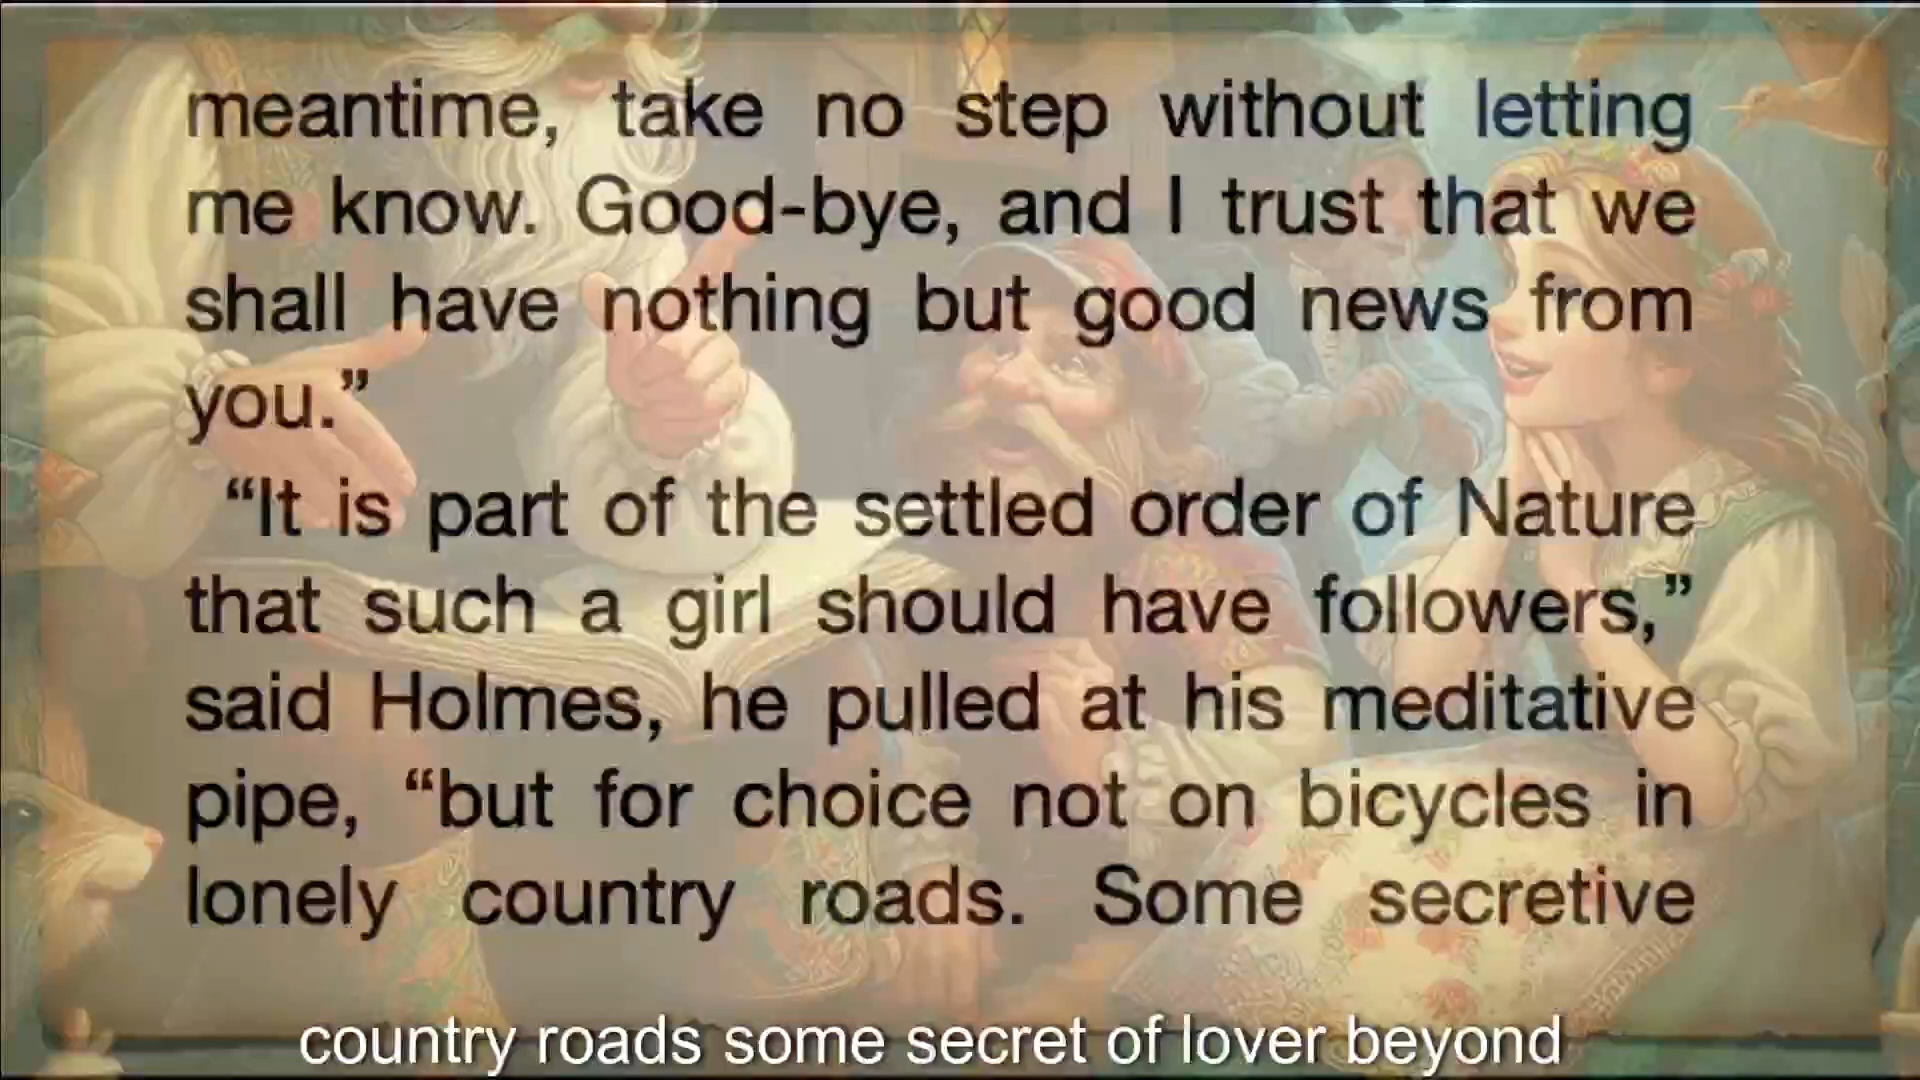 meantime, take no step without letting
me know. Good-bye, and I trust that we
shall have nothing but good news from
you.”
“It is part of the settled order of Nature
that such a girl should have followers,”
said Holmes, he pulled at his meditative
pipe, “but for choice not on bicycles in
lonely country roads. Some secretive
country roads some secret of lover beyond